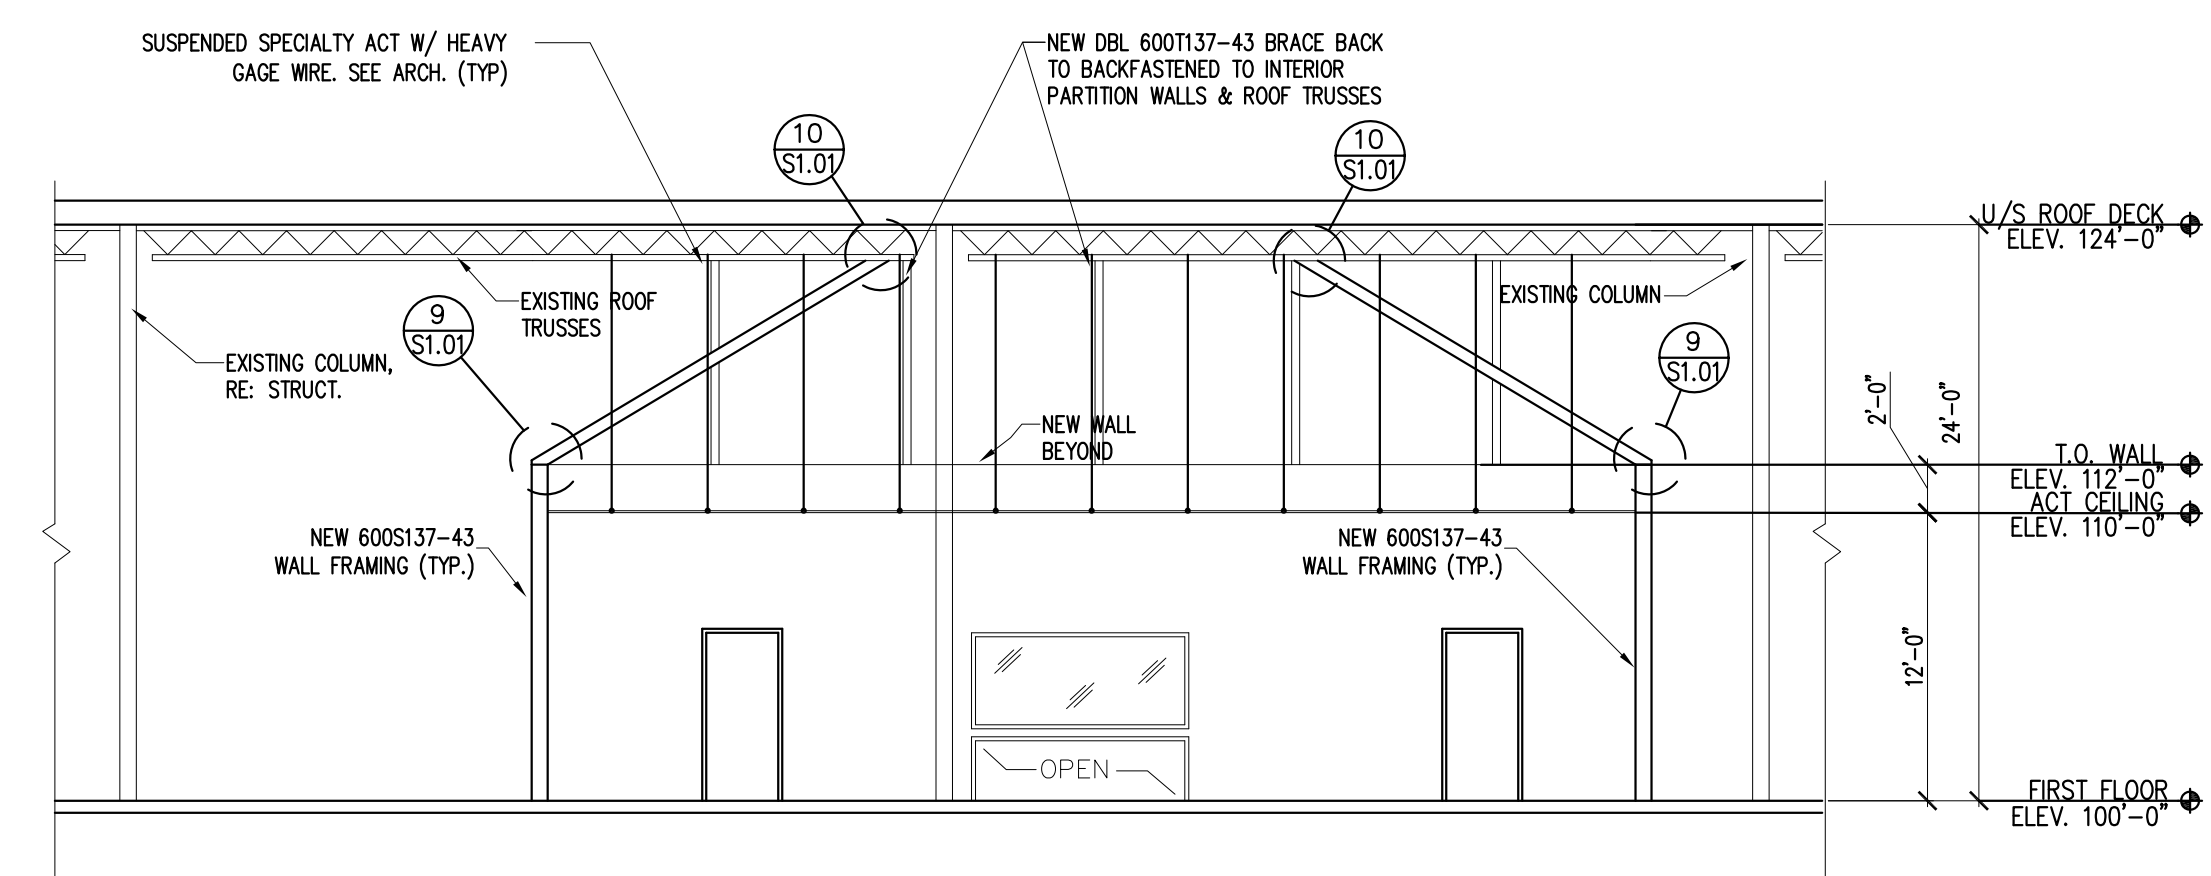 SUSPENDED SPECIALTY ACT W/ HEAVY
GAGE WIRE. SEE ARCH. (TYP)
NEW DBL 600T137-43 BRACE BACK
TO BACKFASTENED TO INTERIOR
PARTITION WALLS & ROOF TRUSSES
10
S1.01
10
S1.01
U/S ROOF DECK
ELEV. 124'-0"
EXISTING ROOF
TRUSSES
EXISTING COLUMN
9
S1.01
9
S1.01
EXISTING COLUMN,
RE: STRUCT.
2'-0"
24'-0"
NEW WALL
BEYOND
T.O. WALL
ELEV. 112'-0"
ACT CEILING
ELEV. 110'-0"
NEW 600S137-43
WALL FRAMING (TYP.)
NEW 600S137-43
WALL FRAMING (TYP.)
12'-0"
OPEN
FIRST FLOOR
ELEV. 100'-0"